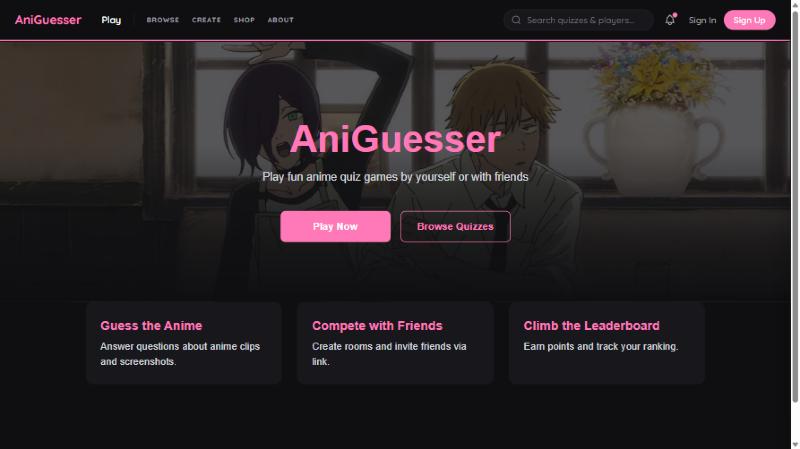 AniGuesser
Play
BROWSE
CREATE
SHOP
ABOUT
Search quizzes & players...
Sign In
Sign Up
AniGuesser
Play fun anime quiz games by yourself or with friends
Play Now
Browse Quizzes
Guess the Anime
Answer questions about anime clips
and screenshots.
Compete with Friends
Create rooms and invite friends via
link.
Climb the Leaderboard
Earn points and track your ranking.